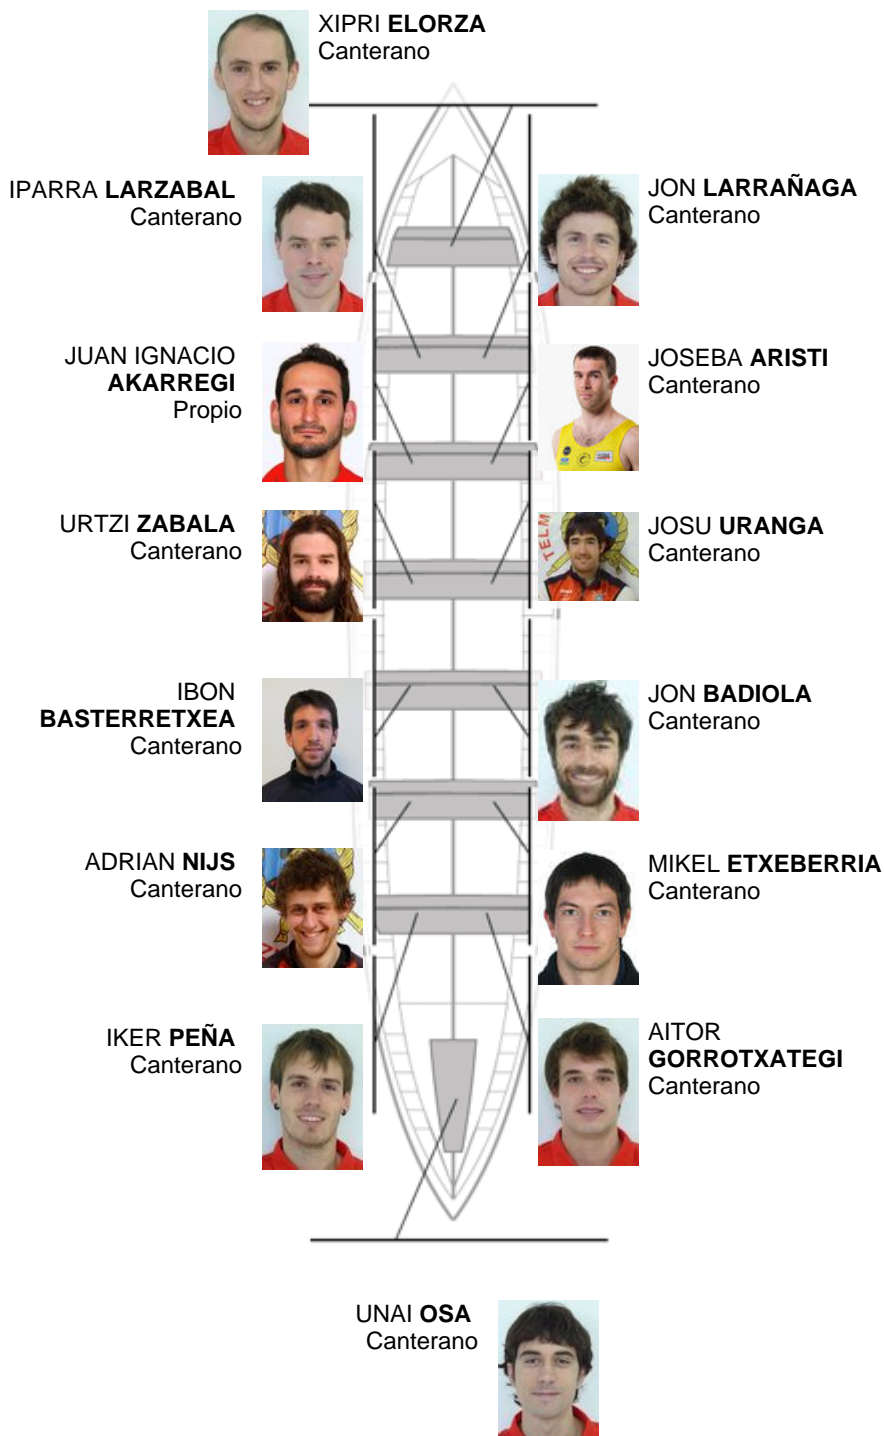 XIPRI ELORZA
Canterano
IPARRA LARZABAL
Canterano
JON LARRAÑAGA
Canterano
JUAN IGNACIO
AKARREGI
Propio
JOSEBA ARISTI
Canterano
URTZI ZABALA
Canterano
JOSU URANGA
Canterano
TELM
IBON
BASTERRETXEA
Canterano
JON BADIOLA
Canterano
ADRIAN NIJS
Canterano
MIKEL ETXEBERRIA
Canterano
IKER PEÑA
Canterano
AITOR
GORROTXATEGI
Canterano
UNAI OSA
Canterano